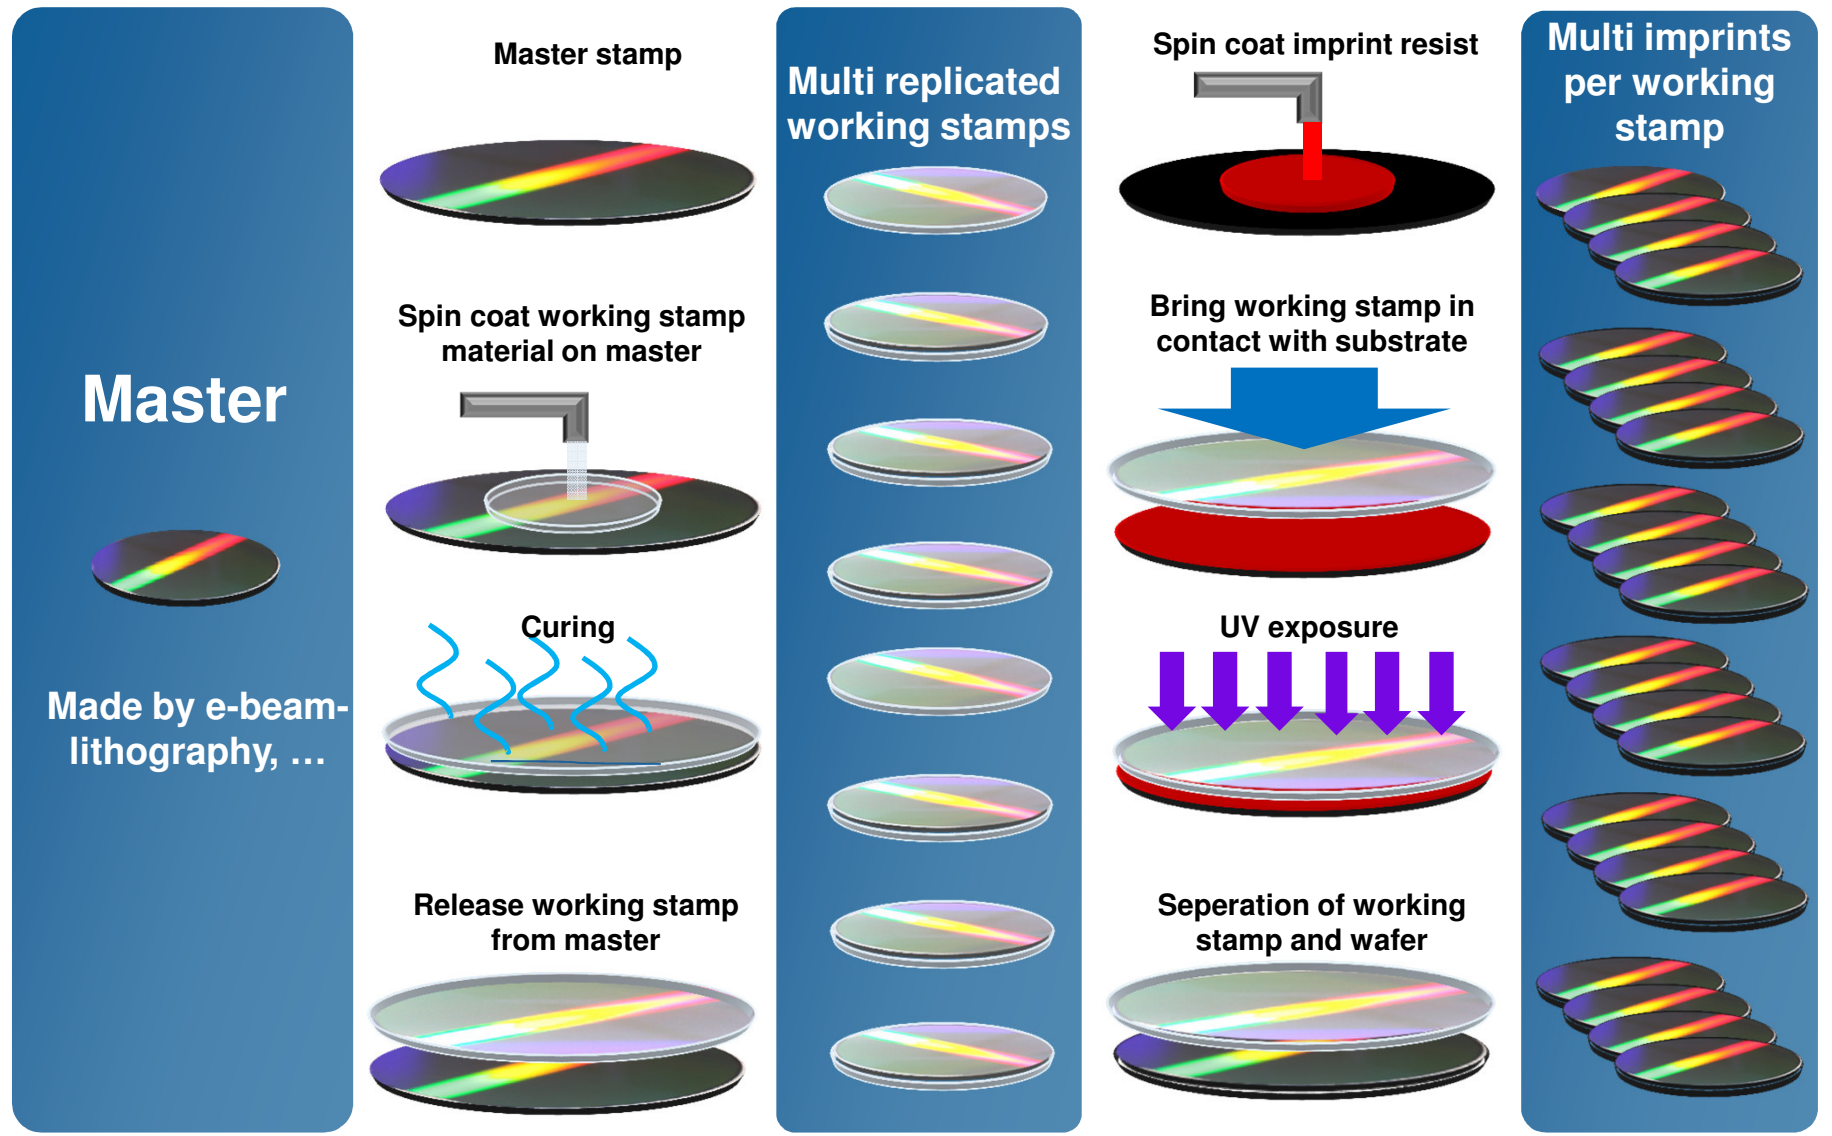 Master
Made by e-beam-
lithography, ...
Master stamp
Spin coat working stamp
material on master
Curing
Release working stamp
from master
Multi replicated
working stamps
Spin coat imprint resist
Bring working stamp in
contact with substrate
UV exposure
Seperation of working
stamp and wafer
Multi imprints
per working
stamp